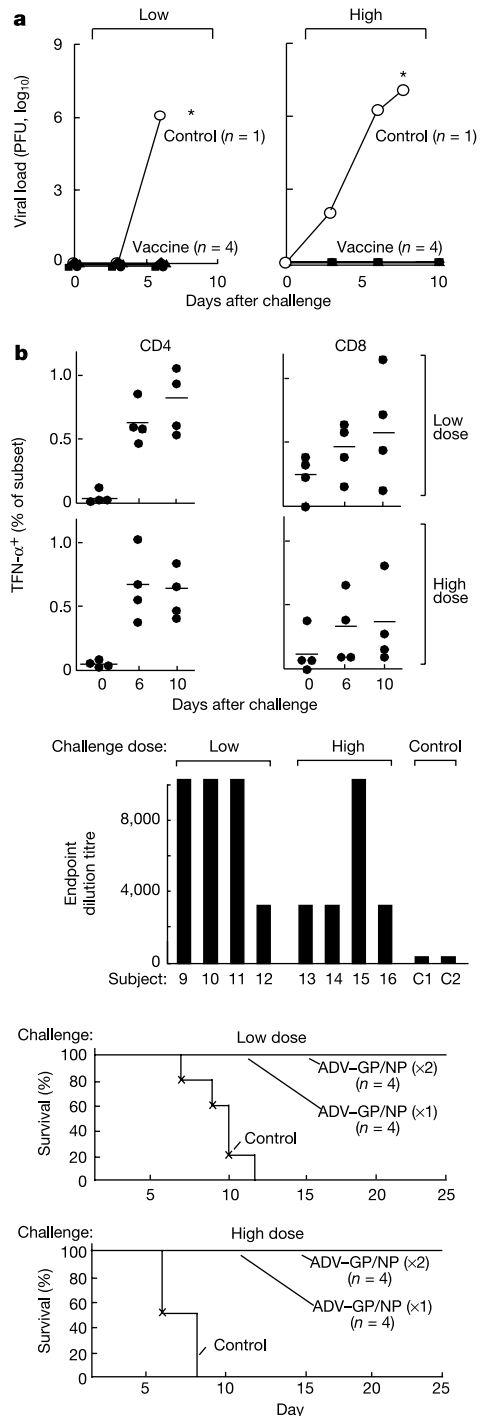 a
Low
High
9
6
3
0
Viral load (PFU, log10)
*
Control (n = 1)
Vaccine (n = 4)
0
10
*
Control (n = 1)
Vaccine (n = 4)
0
5
10
Days after challenge
b
CD4
CD8
1.0
0.5
0
Low
dose
TFN-α+ (% of subset)
1.0
0.5
0
High
dose
0 6 10
0 6 10
Days after challenge
Challenge dose: Low High Control
8,000
4,000
0
Endpoint
dilution titre
Subject: 9 10 11 12 13 14 15 16 C1 C2
Challenge: Low dose
100
80
60
40
20
0
Survival (%)
ADV–GP/NP (×2)
(n = 4)
ADV–GP/NP (×1)
(n = 4)
Control
5 10 15 20 25
Challenge: High dose
100
80
60
40
20
0
Survival (%)
ADV–GP/NP (×2)
(n = 4)
ADV–GP/NP (×1)
(n = 4)
Control
5 10 15 20 25
Day